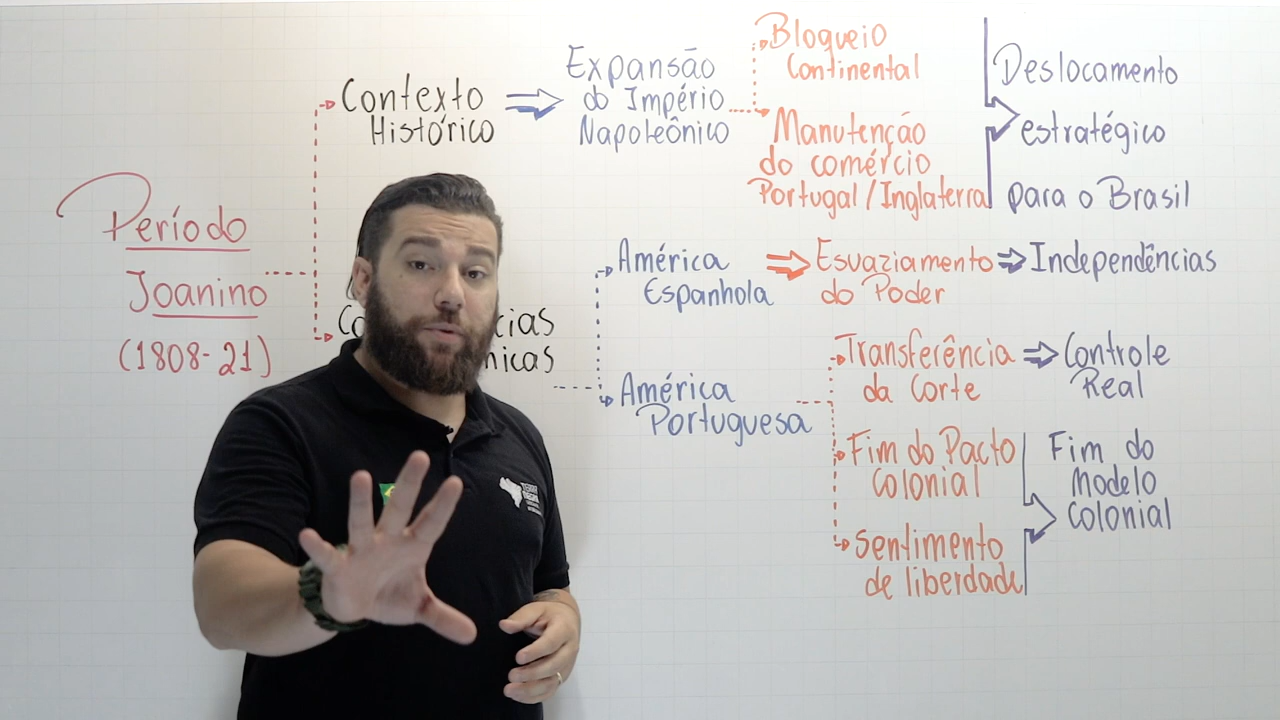 Período
Joanino
(1808-21)
Contexto
Histórico
Expansão
do Império
Napoleônico
Bloqueio
Continental
Manutenção
do comércio
Portugal/Inglaterra
Deslocamento
estratégico
para o Brasil
América
Espanhola
Esvaziamento
do Poder
Independências
América
Portuguesa
Transferência
da Corte
Controle
Real
Fim do Pacto
Colonial
Sentimento
de liberdade
Fim do
Modelo
Colonial